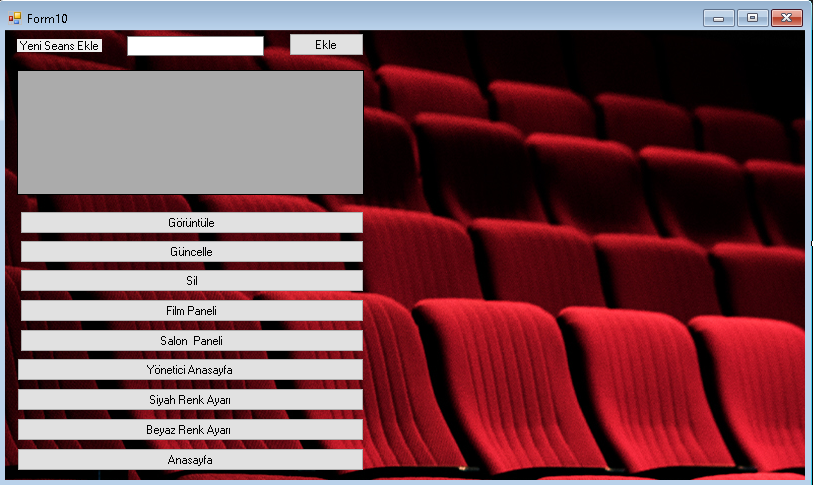 Form10
Yeni Seans Ekle
Ekle
Görüntüle
Güncelle
Sil
Film Paneli
Salon  Paneli
Yönetici Anasayfa
Siyah Renk Ayarı
Beyaz Renk Ayarı
Anasayfa